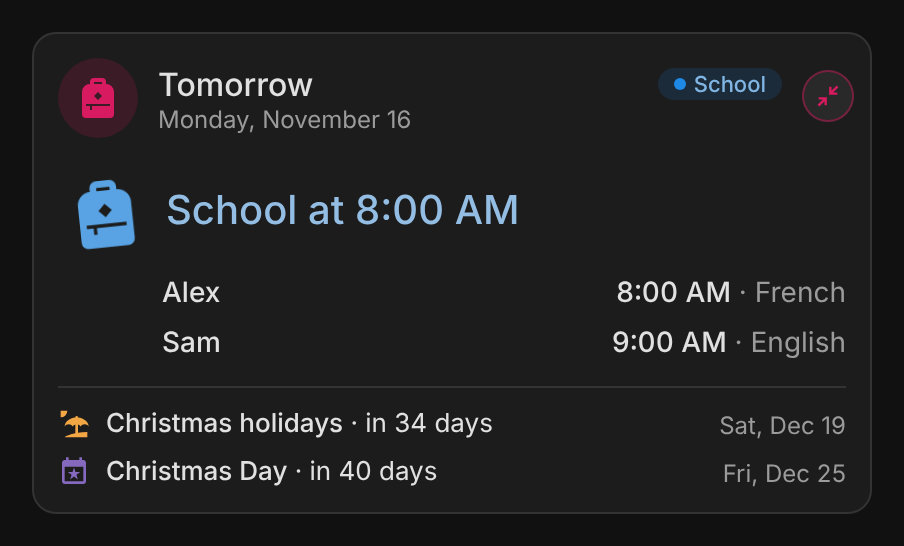 Tomorrow
School
Monday, November 16
School at 8:00 AM
Alex 8:00 AM · French
Sam 9:00 AM · English
Christmas holidays · in 34 days Sat, Dec 19
Christmas Day · in 40 days Fri, Dec 25